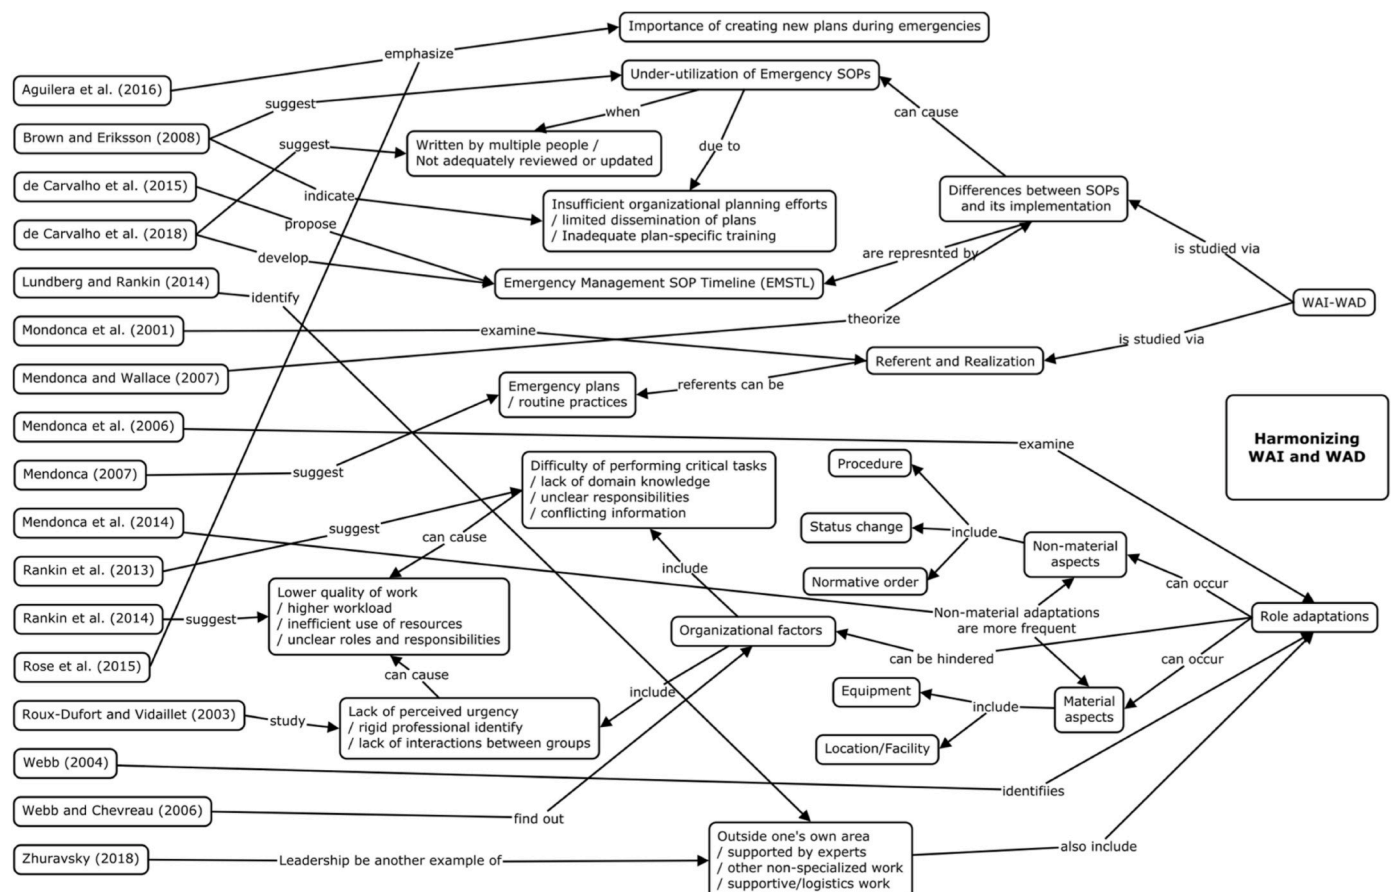 Importance of creating new plans during emergencies
emphasize
Aguilera et al. (2016)
Under-utilization of Emergency SOPs
suggest
when
can cause
Brown and Eriksson (2008)
suggest
Written by multiple people /
Not adequately reviewed or updated
due to
de Carvalho et al. (2015)
indicate
Insufficient organizational planning efforts
/ limited dissemination of plans
/ Inadequate plan-specific training
Differences between SOPs
and its implementation
propose
de Carvalho et al. (2018)
develop
are represnted by
is studied via
Lundberg and Rankin (2014)
identify
Emergency Management SOP Timeline (EMSTL)
WAI-WAD
theorize
Mondonca et al. (2001)
examine
is studied via
Referent and Realization
Mendonca and Wallace (2007)
Emergency plans
/ routine practices
referents can be
Mendonca et al. (2006)
examine
Harmonizing
WAI and WAD
Mendonca (2007)
suggest
Difficulty of performing critical tasks
/ lack of domain knowledge
/ unclear responsibilities
/ conflicting information
Procedure
Mendonca et al. (2014)
suggest
can cause
Status change
include
Non-material
aspects
Rankin et al. (2013)
include
Normative order
can occur
Lower quality of work
/ higher workload
/ inefficient use of resources
/ unclear roles and responsibilities
Non-material adaptations
are more frequent
Rankin et al. (2014)
suggest
Organizational factors
Role adaptations
Rose et al. (2015)
can be hindered
can occur
can cause
include
Equipment
include
Material
aspects
Roux-Dufort and Vidaillet (2003)
study
Lack of perceived urgency
/ rigid professional identify
/ lack of interactions between groups
Location/Facility
Webb (2004)
identifiies
Webb and Chevreau (2006)
find out
Outside one's own area
/ supported by experts
/ other non-specialized work
/ supportive/logistics work
also include
Zhuravsky (2018)
Leadership be another example of